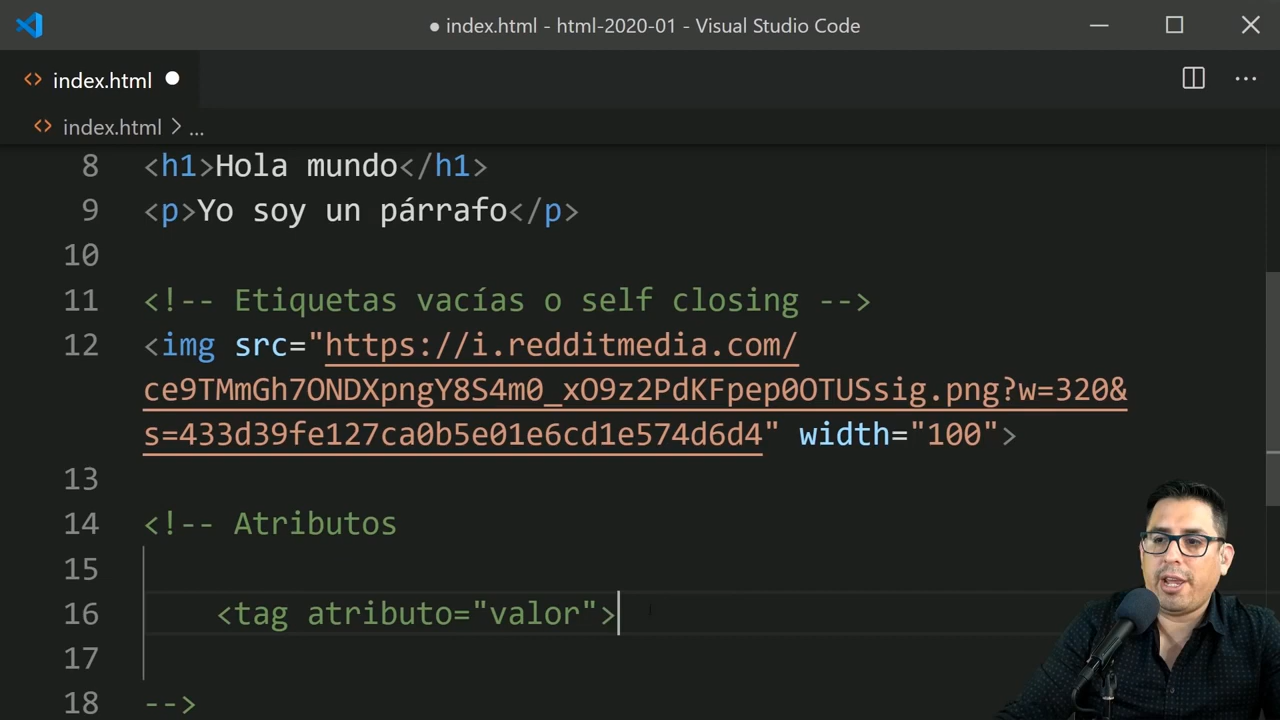 ● index.html - html-2020-01 - Visual Studio Code
<> index.html ●
<> index.html > ...
8 <h1>Hola mundo</h1>
9 <p>Yo soy un párrafo</p>
10
11 <!-- Etiquetas vacías o self closing -->
12 <img src="https://i.redditmedia.com/
ce9TMmGh7ONDXpngY8S4m0_xO9z2PdKFpep0OTUSsig.png?w=320&
s=433d39fe127ca0b5e01e6cd1e574d6d4" width="100">
13
14 <!-- Atributos
15
16 <tag atributo="valor">
17
18 -->